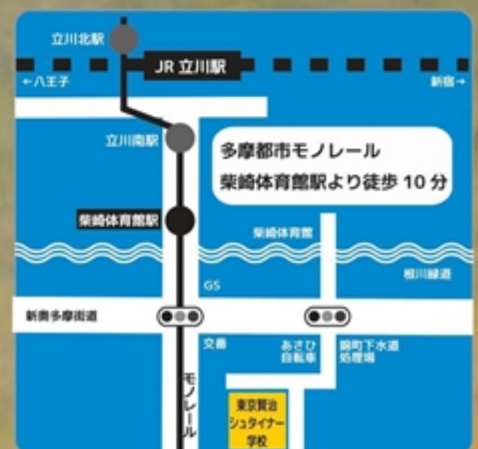 立川北駅
JR 立川駅
←八王子
新宿→
立川南駅
多摩都市モノレール
柴崎体育館駅より徒歩 10 分
柴崎体育館駅
柴崎体育館
根川緑道
GS
新奥多摩街道
交番
あさひ
自転車
錦町下水道
処理場
モノレール
東京賢治
シュタイナー
学校